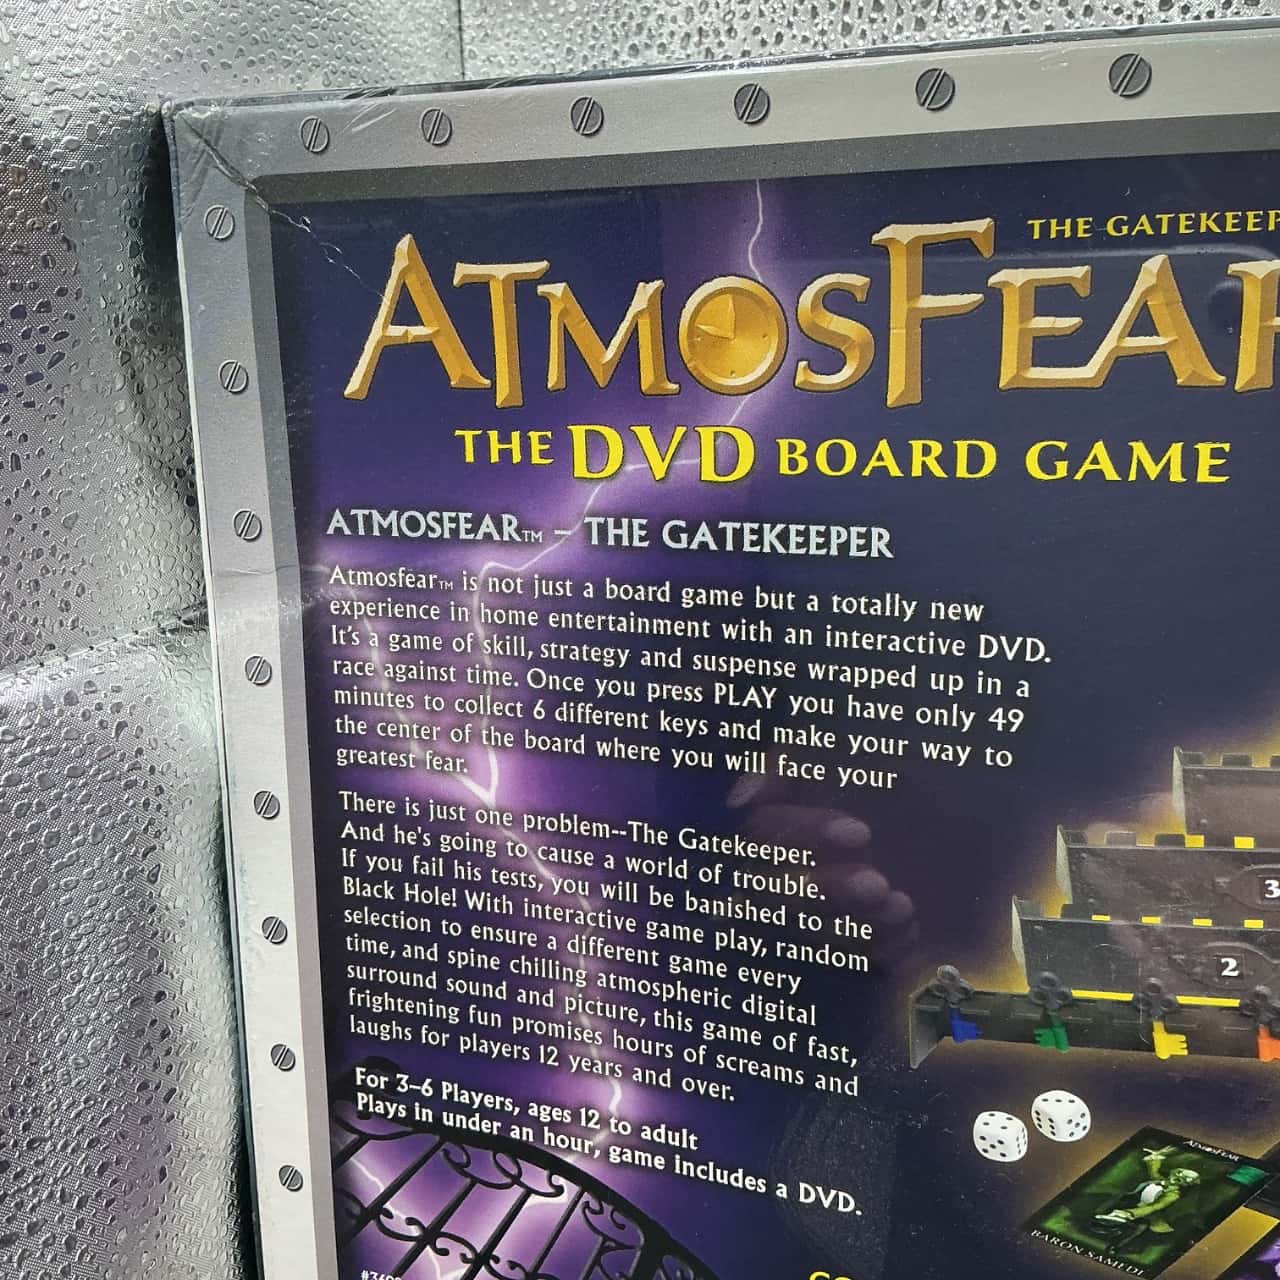 THE GATEKEEP
ATMOSFEAR
THE DVD BOARD GAME
ATMOSFEAR™ – THE GATEKEEPER
Atmosfear™ is not just a board game but a totally new
experience in home entertainment with an interactive DVD.
It's a game of skill, strategy and suspense wrapped up in a
race against time. Once you press PLAY you have only 49
minutes to collect 6 different keys and make your way to
the center of the board where you will face your
greatest fear.
There is just one problem--The Gatekeeper.
And he's going to cause a world of trouble.
If you fail his tests, you will be banished to the
Black Hole! With interactive game play, random
selection to ensure a different game every
time, and spine chilling atmospheric digital
surround sound and picture, this game of fast,
frightening fun promises hours of screams and
laughs for players 12 years and over.
For 3–6 Players, ages 12 to adult
Plays in under an hour, game includes a DVD.
3
2
ATMOSFEAR
BARON SAMEDI